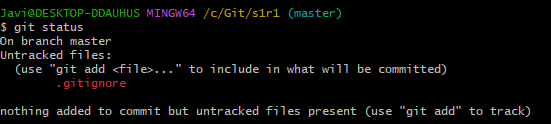 Javi@DESKTOP-DDAUHUS MINGW64 /c/Git/s1r1 (master)
$ git status
On branch master
Untracked files:
  (use "git add <file>..." to include in what will be committed)
        .gitignore

nothing added to commit but untracked files present (use "git add" to track)